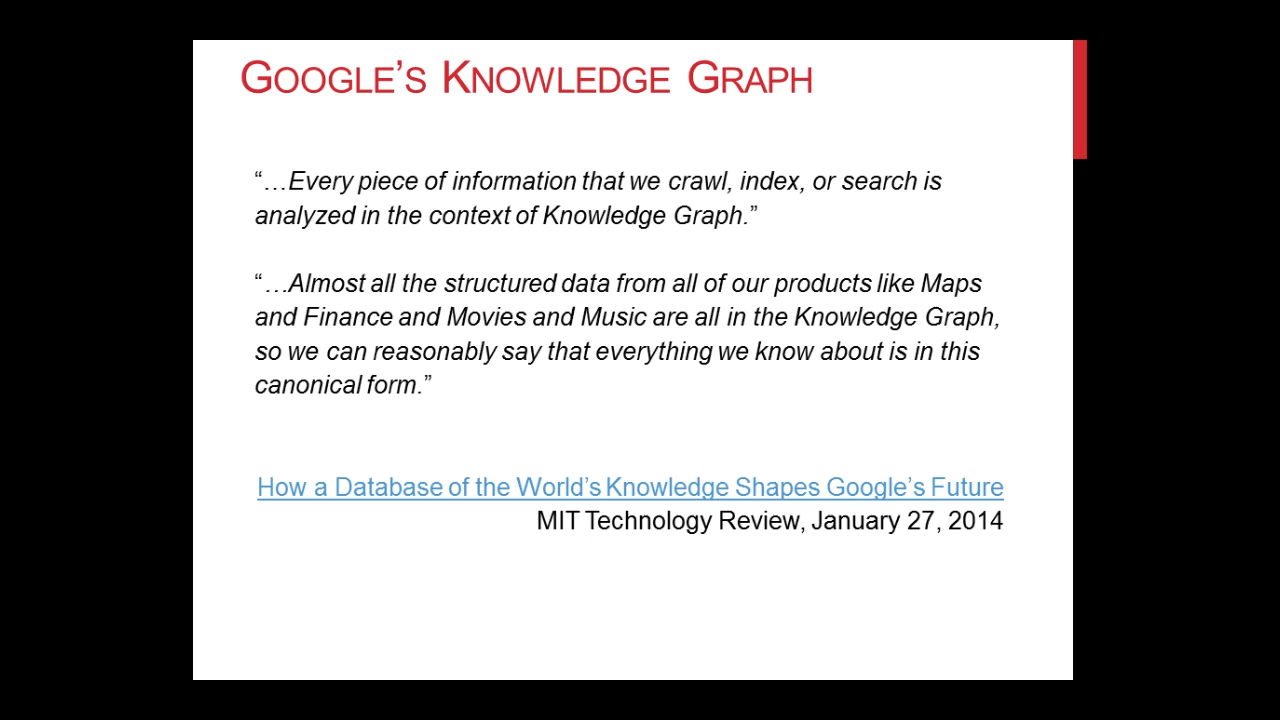 GOOGLE’S KNOWLEDGE GRAPH
“…Every piece of information that we crawl, index, or search is
analyzed in the context of Knowledge Graph.”
“…Almost all the structured data from all of our products like Maps
and Finance and Movies and Music are all in the Knowledge Graph,
so we can reasonably say that everything we know about is in this
canonical form.”
How a Database of the World’s Knowledge Shapes Google’s Future
MIT Technology Review, January 27, 2014